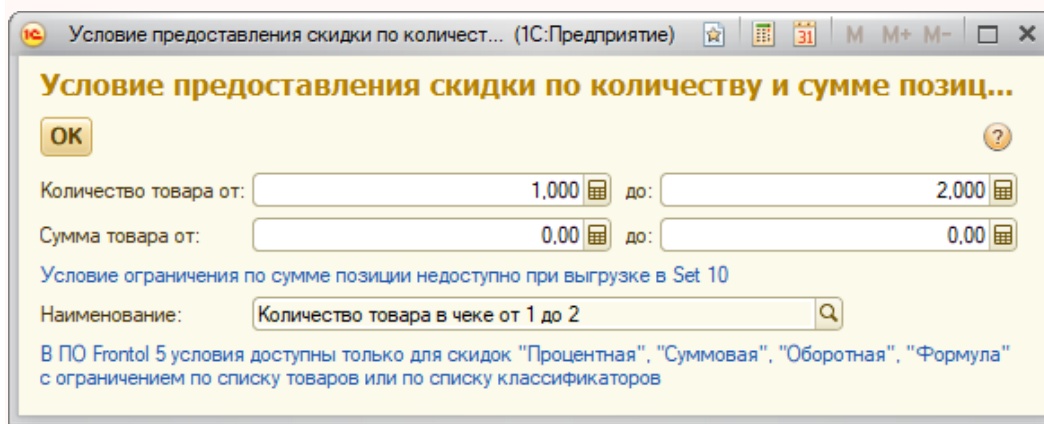 1С Условие предоставления скидки по количест... (1С:Предприятие) 31 M M+ M-
Условие предоставления скидки по количеству и сумме позиц...
ОК ?
Количество товара от: 1,000 до: 2,000
Сумма товара от: 0,00 до: 0,00
Условие ограничения по сумме позиции недоступно при выгрузке в Set 10
Наименование: Количество товара в чеке от 1 до 2
В ПО Frontol 5 условия доступны только для скидок "Процентная", "Суммовая", "Оборотная", "Формула"
с ограничением по списку товаров или по списку классификаторов